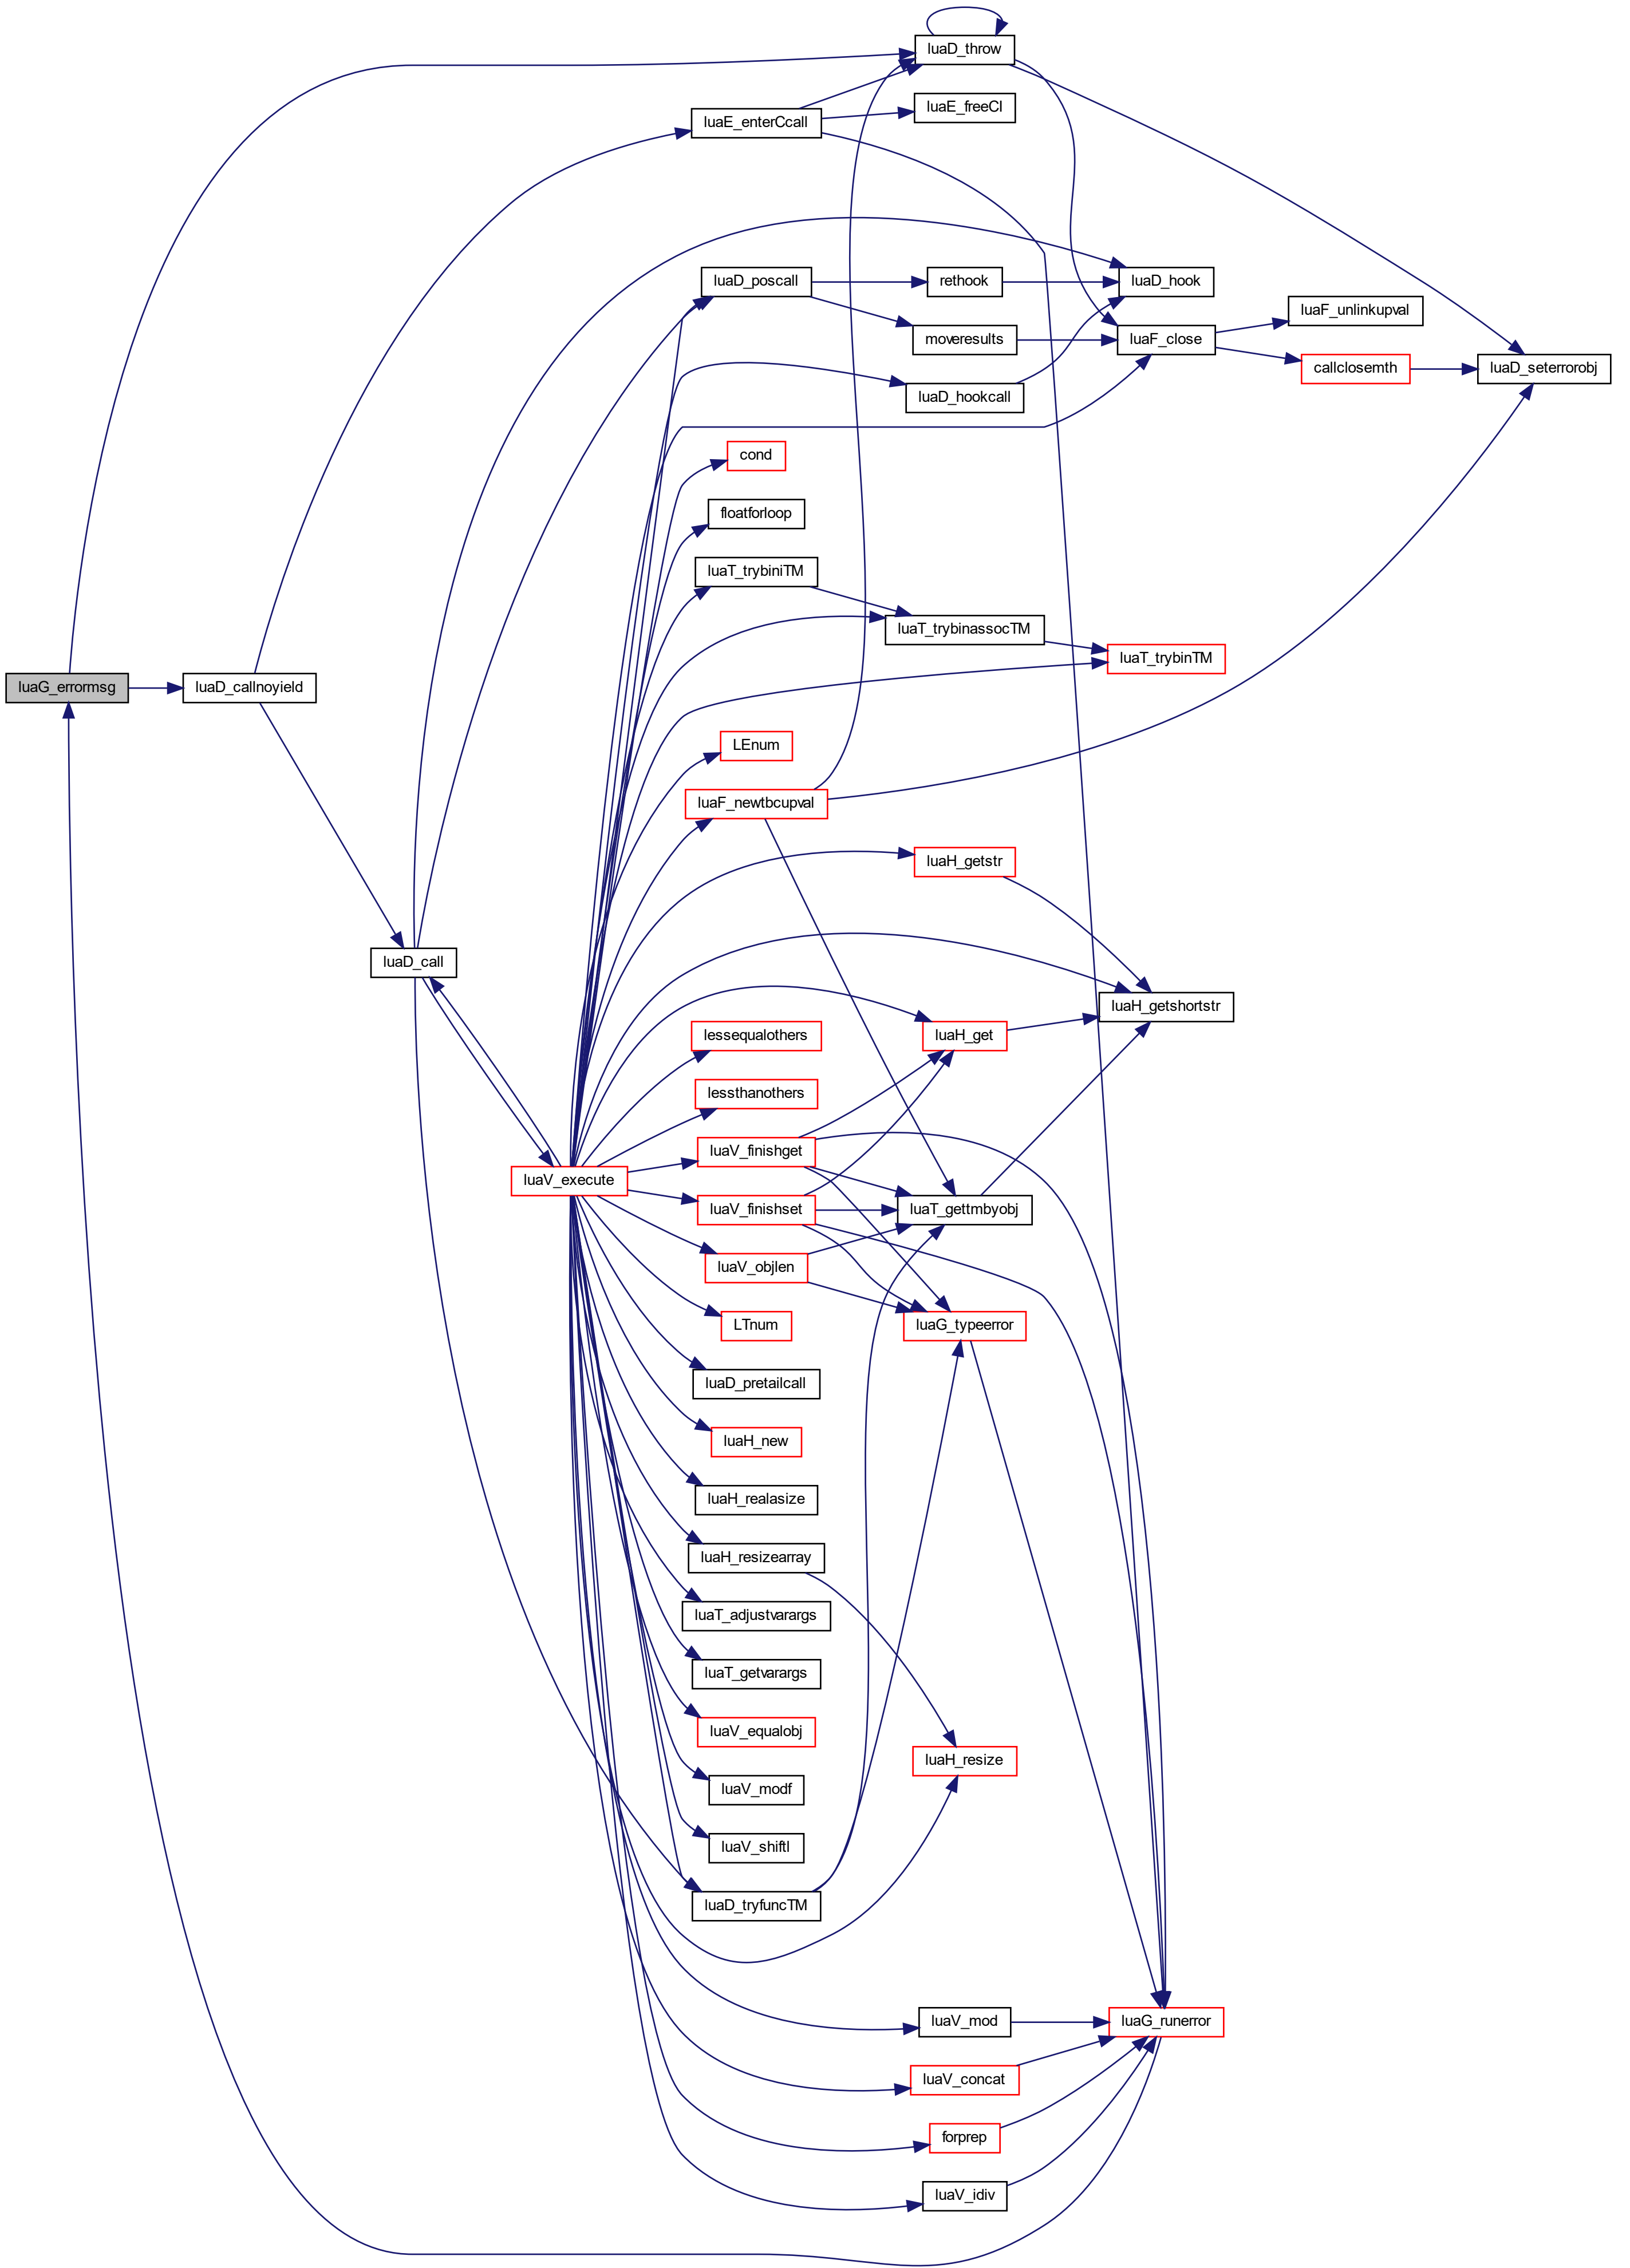 luaD_throw
luaE_freeCI
luaE_enterCcall
luaD_poscall
rethook
luaD_hook
luaF_unlinkupval
moveresults
luaF_close
callclosemth
luaD_seterrorobj
luaD_hookcall
cond
floatforloop
luaT_trybiniTM
luaT_trybinassocTM
luaT_trybinTM
luaG_errormsg
luaD_callnoyield
LEnum
luaF_newtbcupval
luaH_getstr
luaD_call
luaH_getshortstr
lessequalothers
luaH_get
lessthanothers
luaV_finishget
luaV_execute
luaV_finishset
luaT_gettmbyobj
luaV_objlen
LTnum
luaG_typeerror
luaD_pretailcall
luaH_new
luaH_realasize
luaH_resizearray
luaT_adjustvarargs
luaT_getvarargs
luaV_equalobj
luaH_resize
luaV_modf
luaV_shiftl
luaD_tryfuncTM
luaV_mod
luaG_runerror
luaV_concat
forprep
luaV_idiv